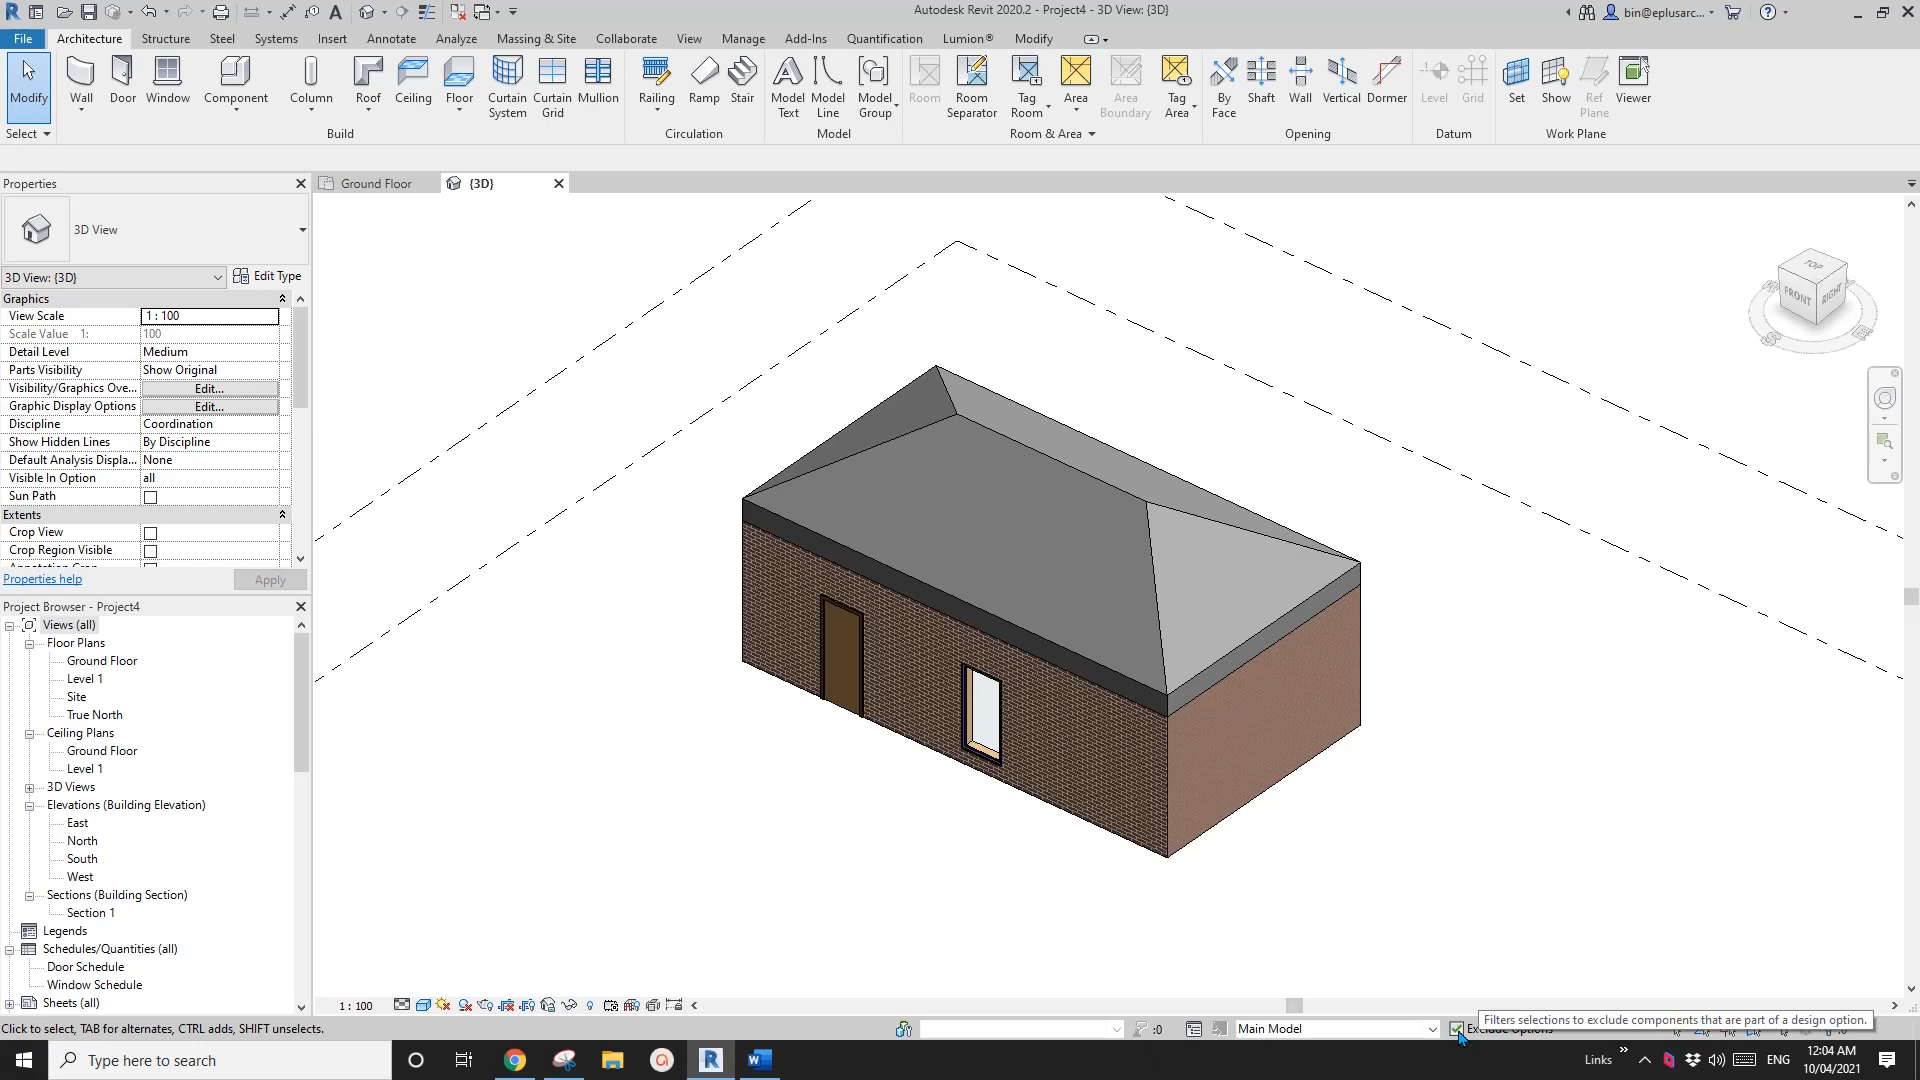 Autodesk Revit 2020.2 - Project4 - 3D View: {3D}
bin@eplusarc...
File Architecture Structure Steel Systems Insert Annotate Analyze Massing & Site Collaborate View Manage Add-Ins Quantification Lumion® Modify
Modify Wall Door Window Component Column Roof Ceiling Floor Curtain System Curtain Grid Mullion Railing Ramp Stair Model Text Model Line Model Group Room Room Separator Tag Room Area Area Boundary Tag Area By Face Shaft Wall Vertical Dormer Level Grid Set Show Ref Plane Viewer
Select Build Circulation Model Room & Area Opening Datum Work Plane
Properties
Ground Floor
{3D}
3D View
3D View: {3D}
Edit Type
Graphics
View Scale 1 : 100
Scale Value 1: 100
Detail Level Medium
Parts Visibility Show Original
Visibility/Graphics Ove... Edit...
Graphic Display Options Edit...
Discipline Coordination
Show Hidden Lines By Discipline
Default Analysis Displa... None
Visible In Option all
Sun Path
Extents
Crop View
Crop Region Visible
Properties help
Apply
TOP
FRONT
RIGHT
Project Browser - Project4
Views (all)
Floor Plans
Ground Floor
Level 1
Site
True North
Ceiling Plans
Ground Floor
Level 1
3D Views
Elevations (Building Elevation)
East
North
South
West
Sections (Building Section)
Section 1
Legends
Schedules/Quantities (all)
Door Schedule
Window Schedule
Sheets (all)
1 : 100
Click to select, TAB for alternates, CTRL adds, SHIFT unselects.
:0
Main Model
Exclude Options
Filters selections to exclude components that are part of a design option.
Type here to search
Links
ENG
12:04 AM
10/04/2021